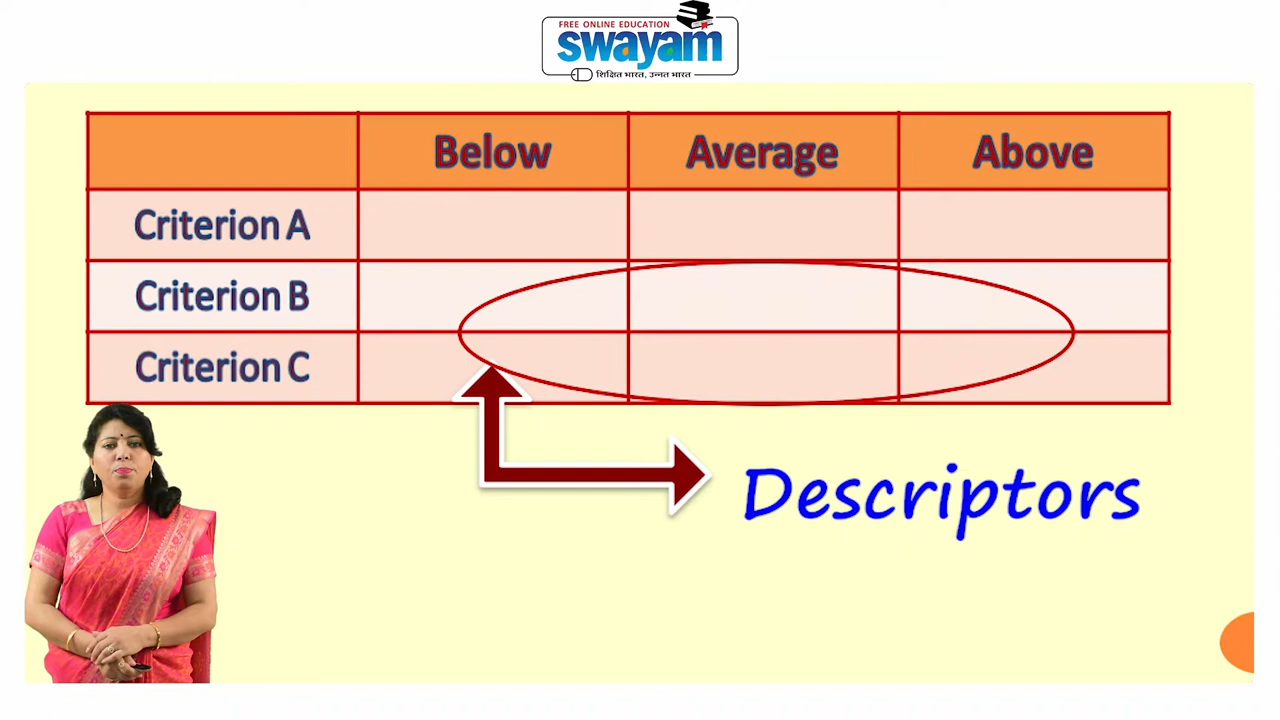 FREE ONLINE EDUCATION
swayam
शिक्षित भारत, उन्नत भारत
Below Average Above
Criterion A
Criterion B
Criterion C
Descriptors